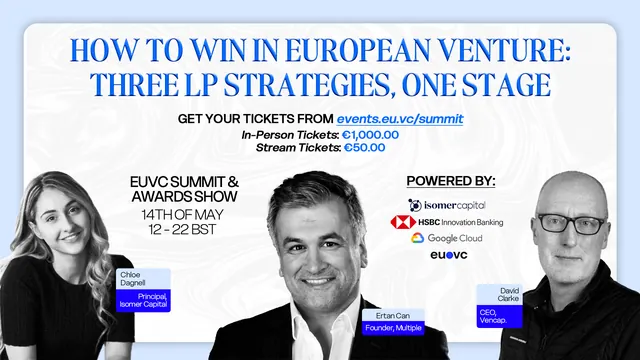 HOW TO WIN IN EUROPEAN VENTURE:
THREE LP STRATEGIES, ONE STAGE
GET YOUR TICKETS FROM events.eu.vc/summit
In-Person Tickets: €1,000.00
Stream Tickets: €50.00
EUVC SUMMIT &
AWARDS SHOW
14TH OF MAY
12 - 22 BST
POWERED BY:
isomercapital
HSBC Innovation Banking
Google Cloud
euvc
Chloe
Dagnell
Principal,
Isomer Capital
Ertan Can
Founder, Multiple
David
Clarke
CEO,
Vencap.